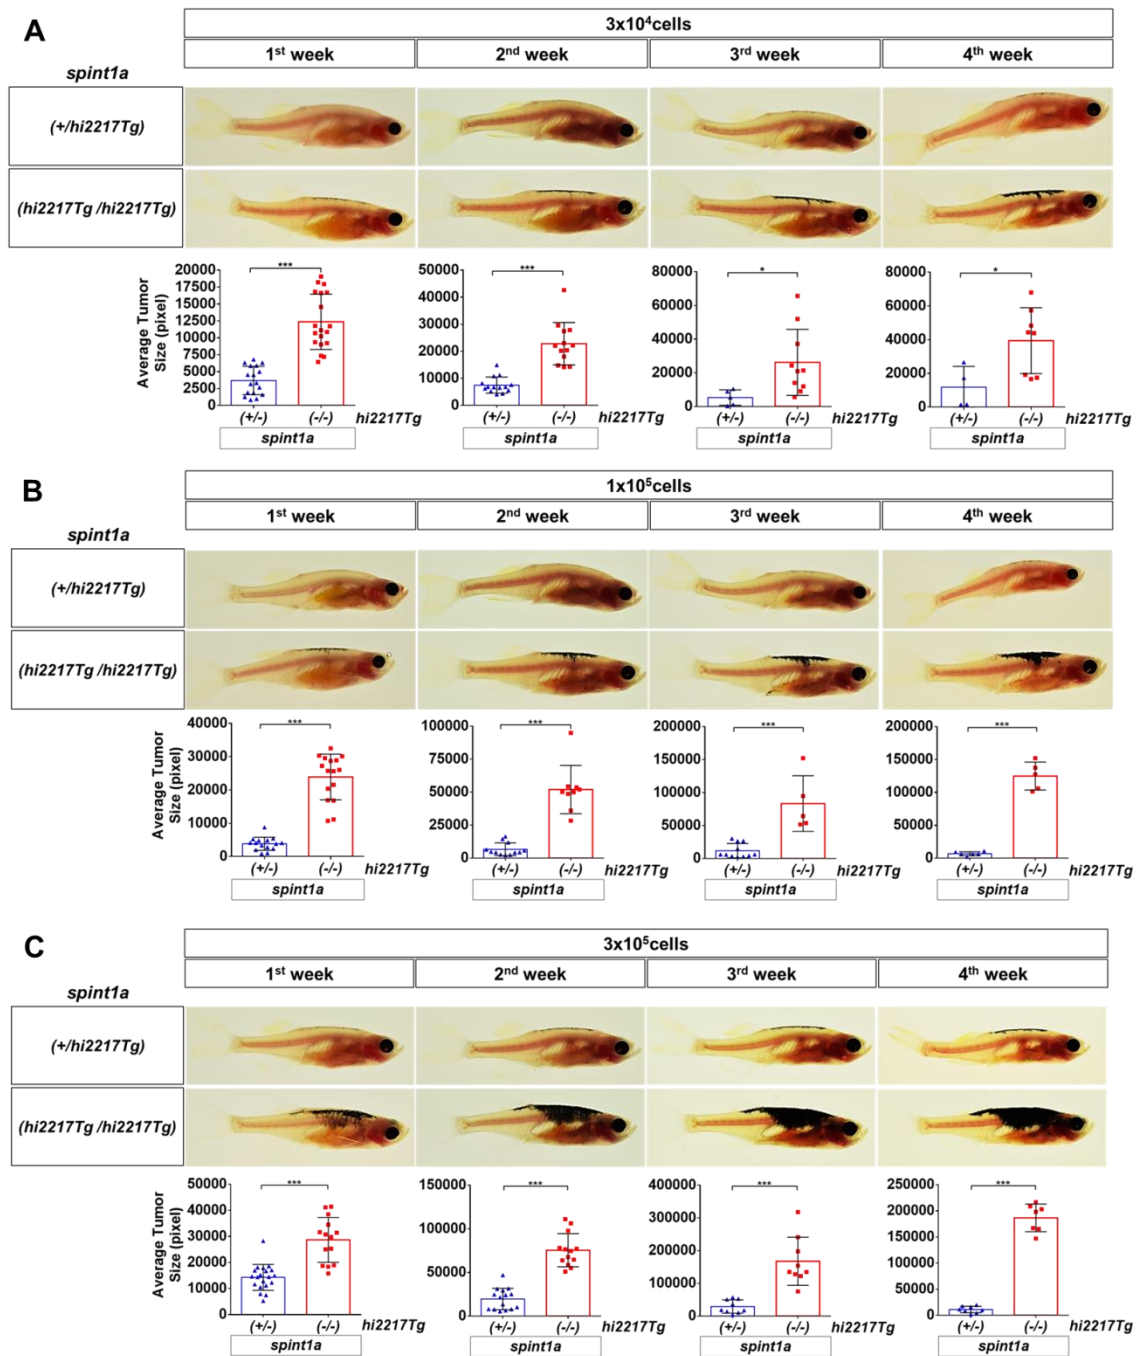 A
3x10⁴cells
1st week 2nd week 3rd week 4th week
spint1a
(+/hi2217Tg)
(hi2217Tg /hi2217Tg)
Average Tumor
Size (pixel)
20000
17500
15000
12500
10000
7500
5000
2500
0
***
(+/-) (-/-)
spint1a
50000
40000
30000
20000
10000
0
***
(+/-) (-/-) hi2217Tg
spint1a
80000
60000
40000
20000
0
*
(+/-) (-/-) hi2217Tg
spint1a
80000
60000
40000
20000
0
*
(+/-) (-/-) hi2217Tg
spint1a
B
1x10⁵cells
1st week 2nd week 3rd week 4th week
spint1a
(+/hi2217Tg)
(hi2217Tg /hi2217Tg)
Average Tumor
Size (pixel)
40000
30000
20000
10000
0
***
(+/-) (-/-) hi2217Tg
spint1a
100000
75000
50000
25000
0
***
(+/-) (-/-) hi2217Tg
spint1a
200000
150000
100000
50000
0
***
(+/-) (-/-) hi2217Tg
spint1a
200000
150000
100000
50000
0
***
(+/-) (-/-) hi2217Tg
spint1a
C
3x10⁵cells
1st week 2nd week 3rd week 4th week
spint1a
(+/hi2217Tg)
(hi2217Tg /hi2217Tg)
Average Tumor
Size (pixel)
50000
40000
30000
20000
10000
0
***
(+/-) (-/-) hi2217Tg
spint1a
150000
100000
50000
0
***
(+/-) (-/-) hi2217Tg
spint1a
400000
300000
200000
100000
0
***
(+/-) (-/-) hi2217Tg
spint1a
250000
200000
150000
100000
50000
0
***
(+/-) (-/-) hi2217Tg
spint1a